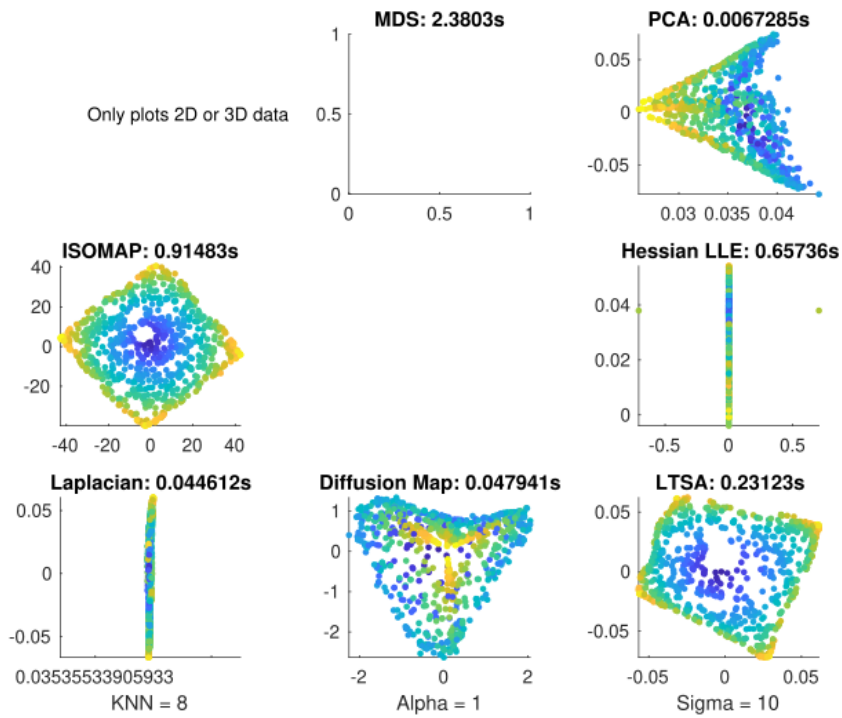 MDS: 2.3803s
PCA: 0.0067285s
Only plots 2D or 3D data
1
0.5
0
0 0.5 1
0.05
0
-0.05
0.03 0.035 0.04
ISOMAP: 0.91483s
Hessian LLE: 0.65736s
40
20
0
-20
-40 -20 0 20 40
0.04
0.02
0
-0.5 0 0.5
Laplacian: 0.044612s
Diffusion Map: 0.047941s
LTSA: 0.23123s
0.05
0
-0.05
0.035355533905933
KNN = 8
1
0
-1
-2
-2 0 2
Alpha = 1
0.05
0
-0.05
-0.05 0 0.05
Sigma = 10